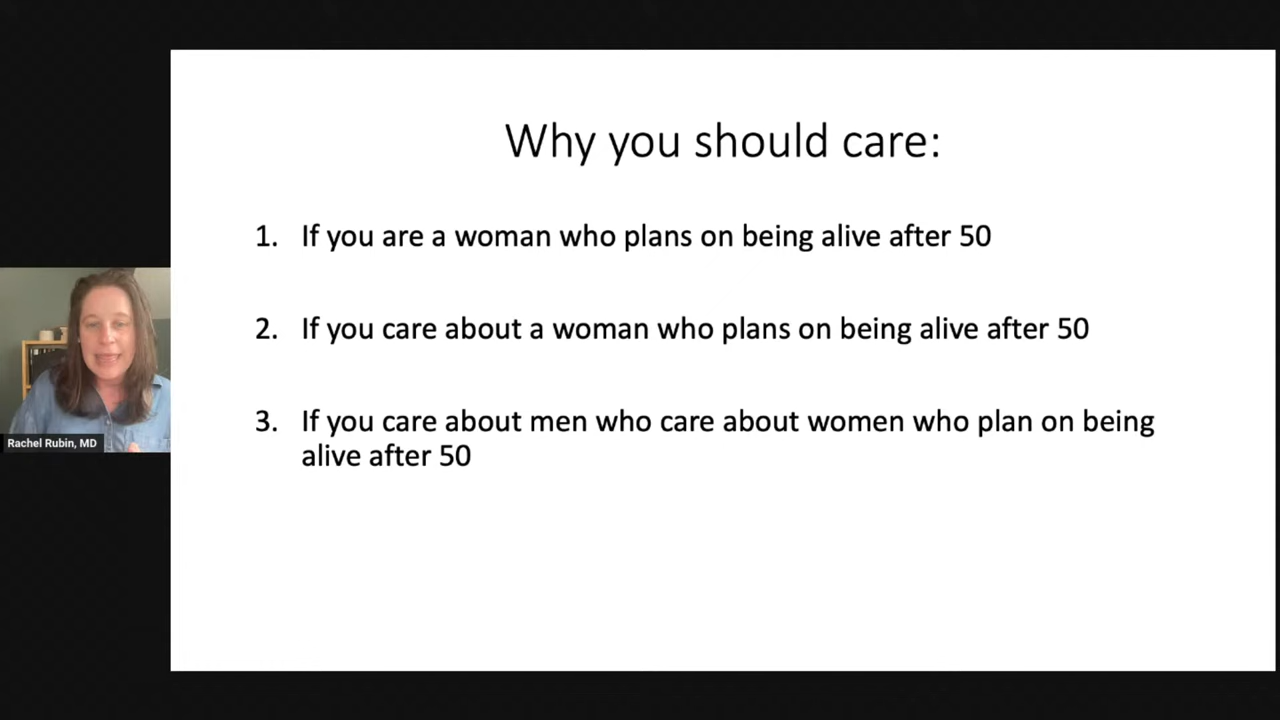 Why you should care:
1. If you are a woman who plans on being alive after 50
2. If you care about a woman who plans on being alive after 50
3. If you care about men who care about women who plan on being
alive after 50
Rachel Rubin, MD